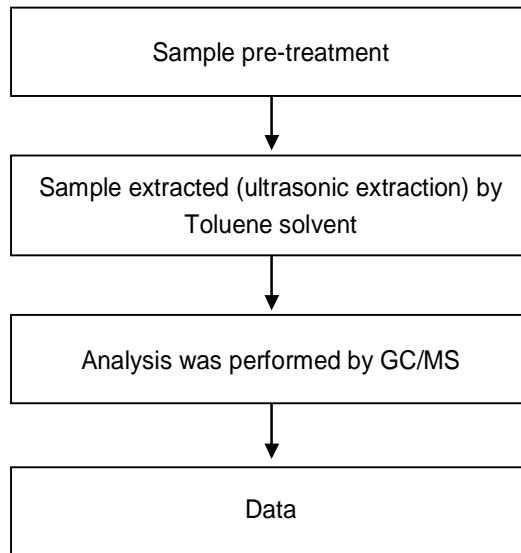 Sample pre-treatment
Sample extracted (ultrasonic extraction) by
Toluene solvent
Analysis was performed by GC/MS
Data